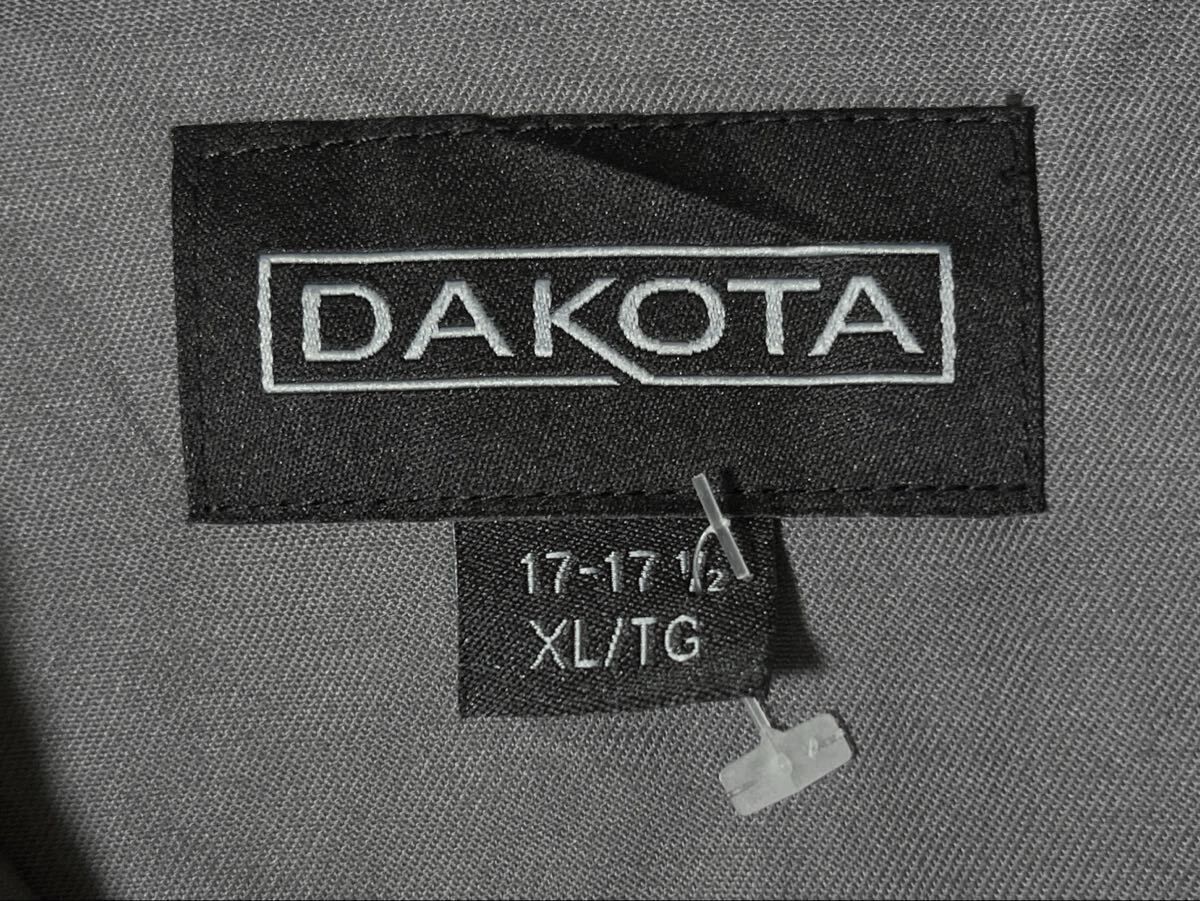 DAKOTA
17-17 1/2
XL/TG